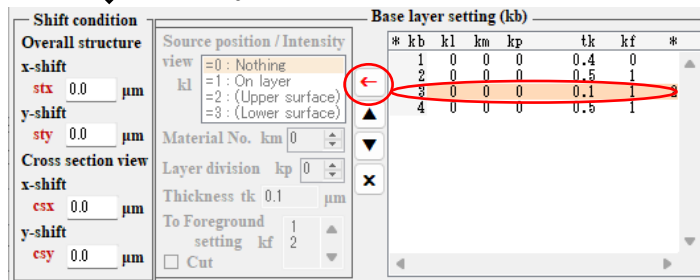 Shift condition
Overall structure
x-shift
stx 0.0 μm
y-shift
sty 0.0 μm
Cross section view
x-shift
csx 0.0 μm
y-shift
csy 0.0 μm
Source position / Intensity
view
kl
=0 : Nothing
=1 : On layer
=2 : (Upper surface)
=3 : (Lower surface)
Material No. km 0
Layer division kp 0
Thickness tk 0.1 μm
To Foreground
setting kf
1
2
Cut
←
▲
▼
×
Base layer setting (kb)
* kb kl km kp tk kf *
1 0 0 0 0.4 0
2 0 0 0 0.5 1
3 0 0 0 0.1 1 2
4 0 0 0 0.5 1